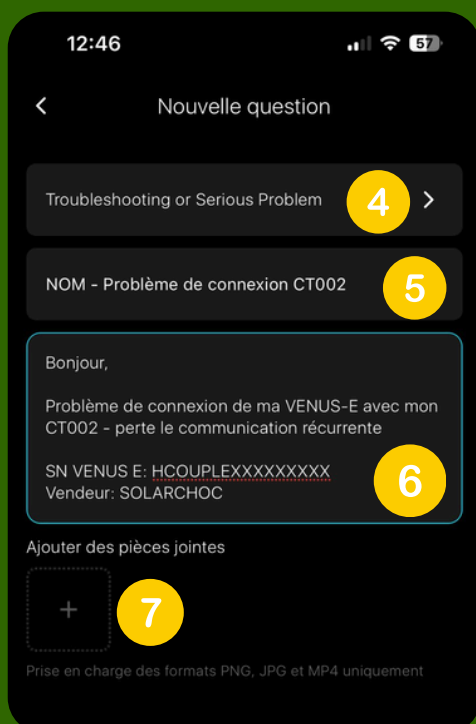 12:46
57
Nouvelle question
Troubleshooting or Serious Problem
4
NOM - Problème de connexion CT002
5
Bonjour,
Problème de connexion de ma VENUS-E avec mon
CT002 - perte le communication récurrente
SN VENUS E: HCOUPLEXXXXXXXXX
Vendeur: SOLARCHOC
6
Ajouter des pièces jointes
+
7
Prise en charge des formats PNG, JPG et MP4 uniquement